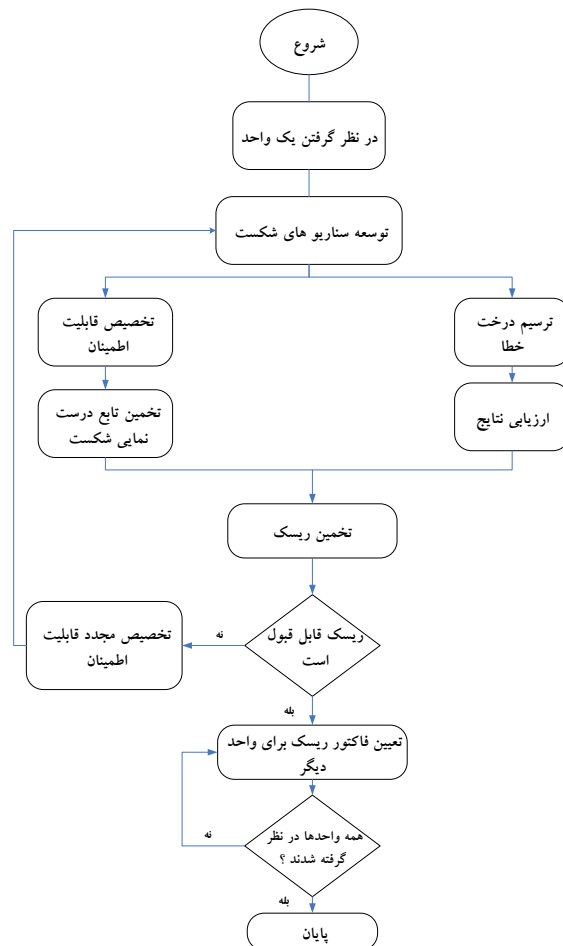 شروع
در نظر گرفتن یک واحد
توسعه سناریو های شکست
ترسیم درخت
خطا
تخصیص قابلیت
اطمینان
ارزیابی نتایج
تخمین تابع درست
نمایی شکست
تخمین ریسک
ریسک قابل قبول
است
نه
تخصیص مجدد قابلیت
اطمینان
بله
تعیین فاکتور ریسک برای واحد
دیگر
همه واحدها در نظر
گرفته شدند ؟
نه
بله
پایان